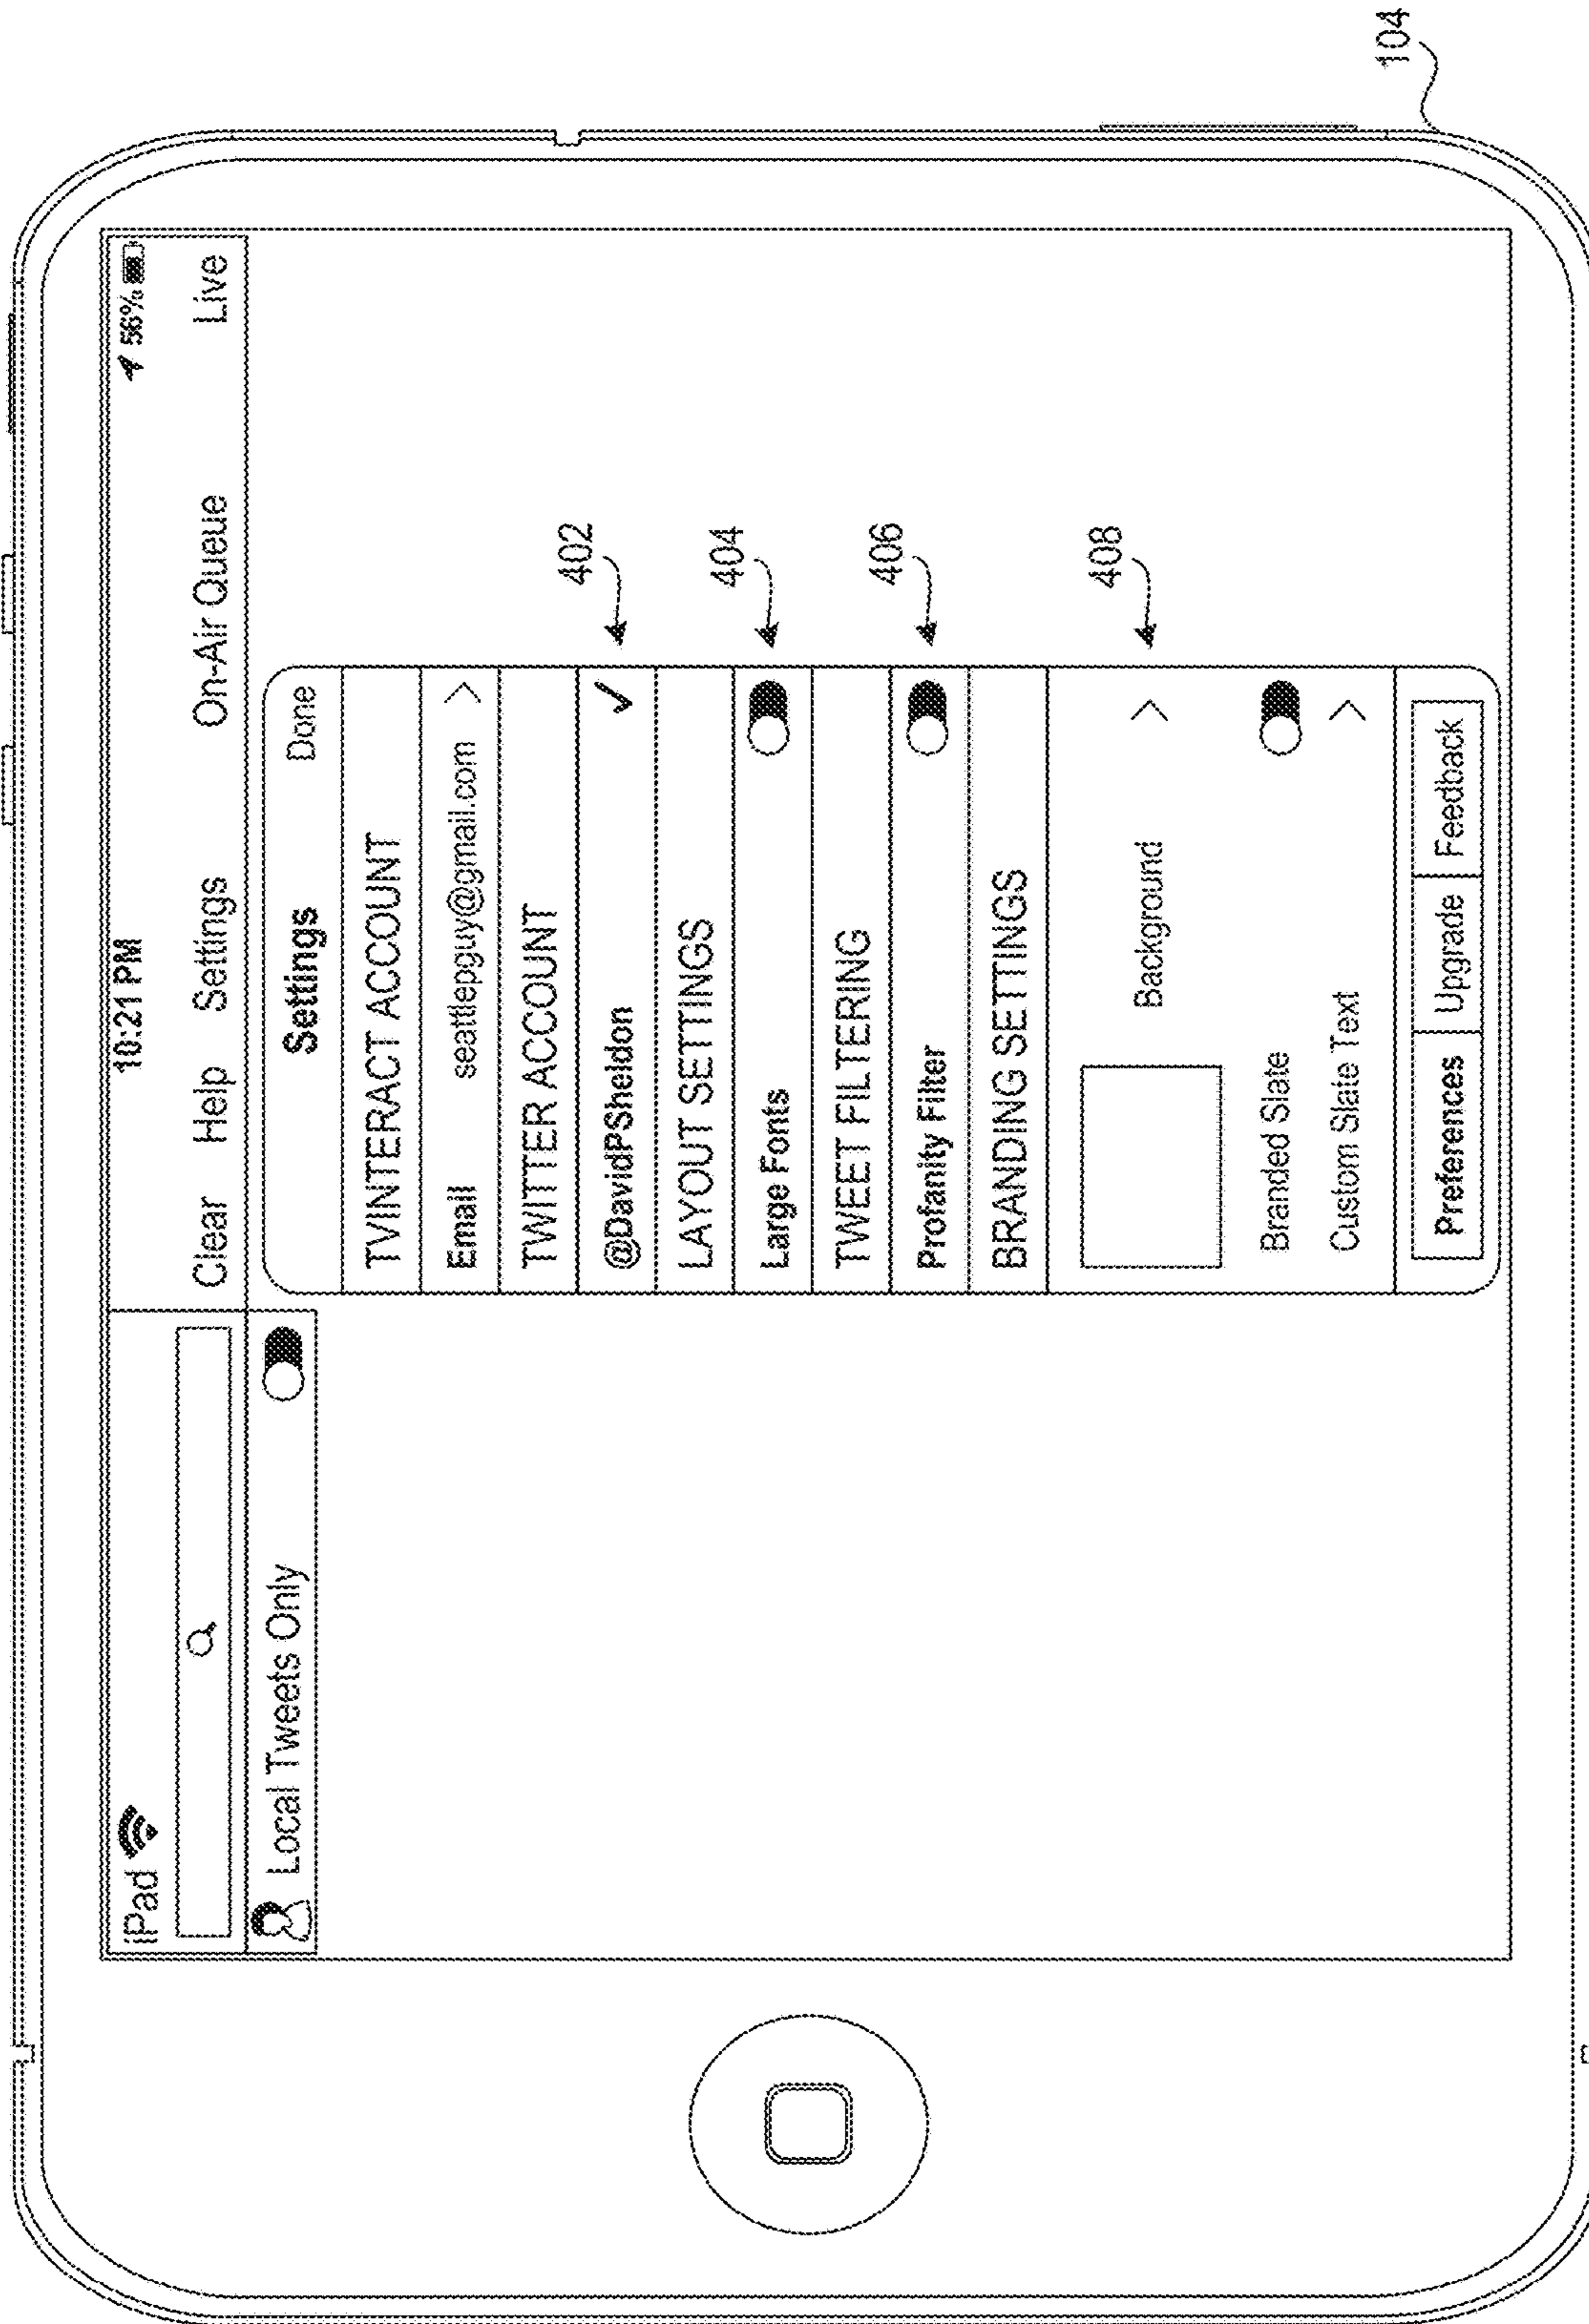 iPad 10:21 PM 56%
Clear Help Settings On-Air Queue Live
Local Tweets Only
Settings Done
TVINTERACT ACCOUNT
Email seattlepguy@gmail.com >
TWITTER ACCOUNT
@DavidPSheldon ✓
402
LAYOUT SETTINGS
Large Fonts
404
TWEET FILTERING
Profanity Filter
406
BRANDING SETTINGS
Background >
408
Branded Slate
Custom Slate Text >
Preferences Upgrade Feedback
104